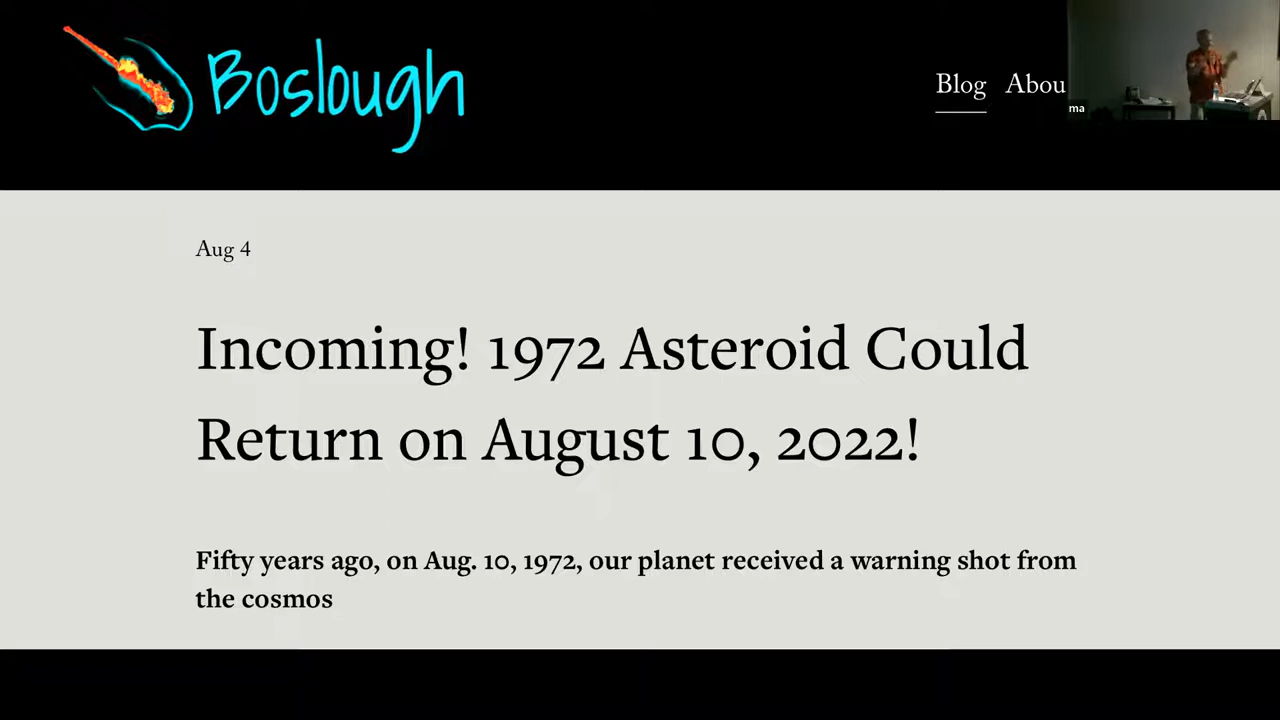 Boslough
Blog Abou
ma
Aug 4
Incoming! 1972 Asteroid Could
Return on August 10, 2022!
Fifty years ago, on Aug. 10, 1972, our planet received a warning shot from
the cosmos